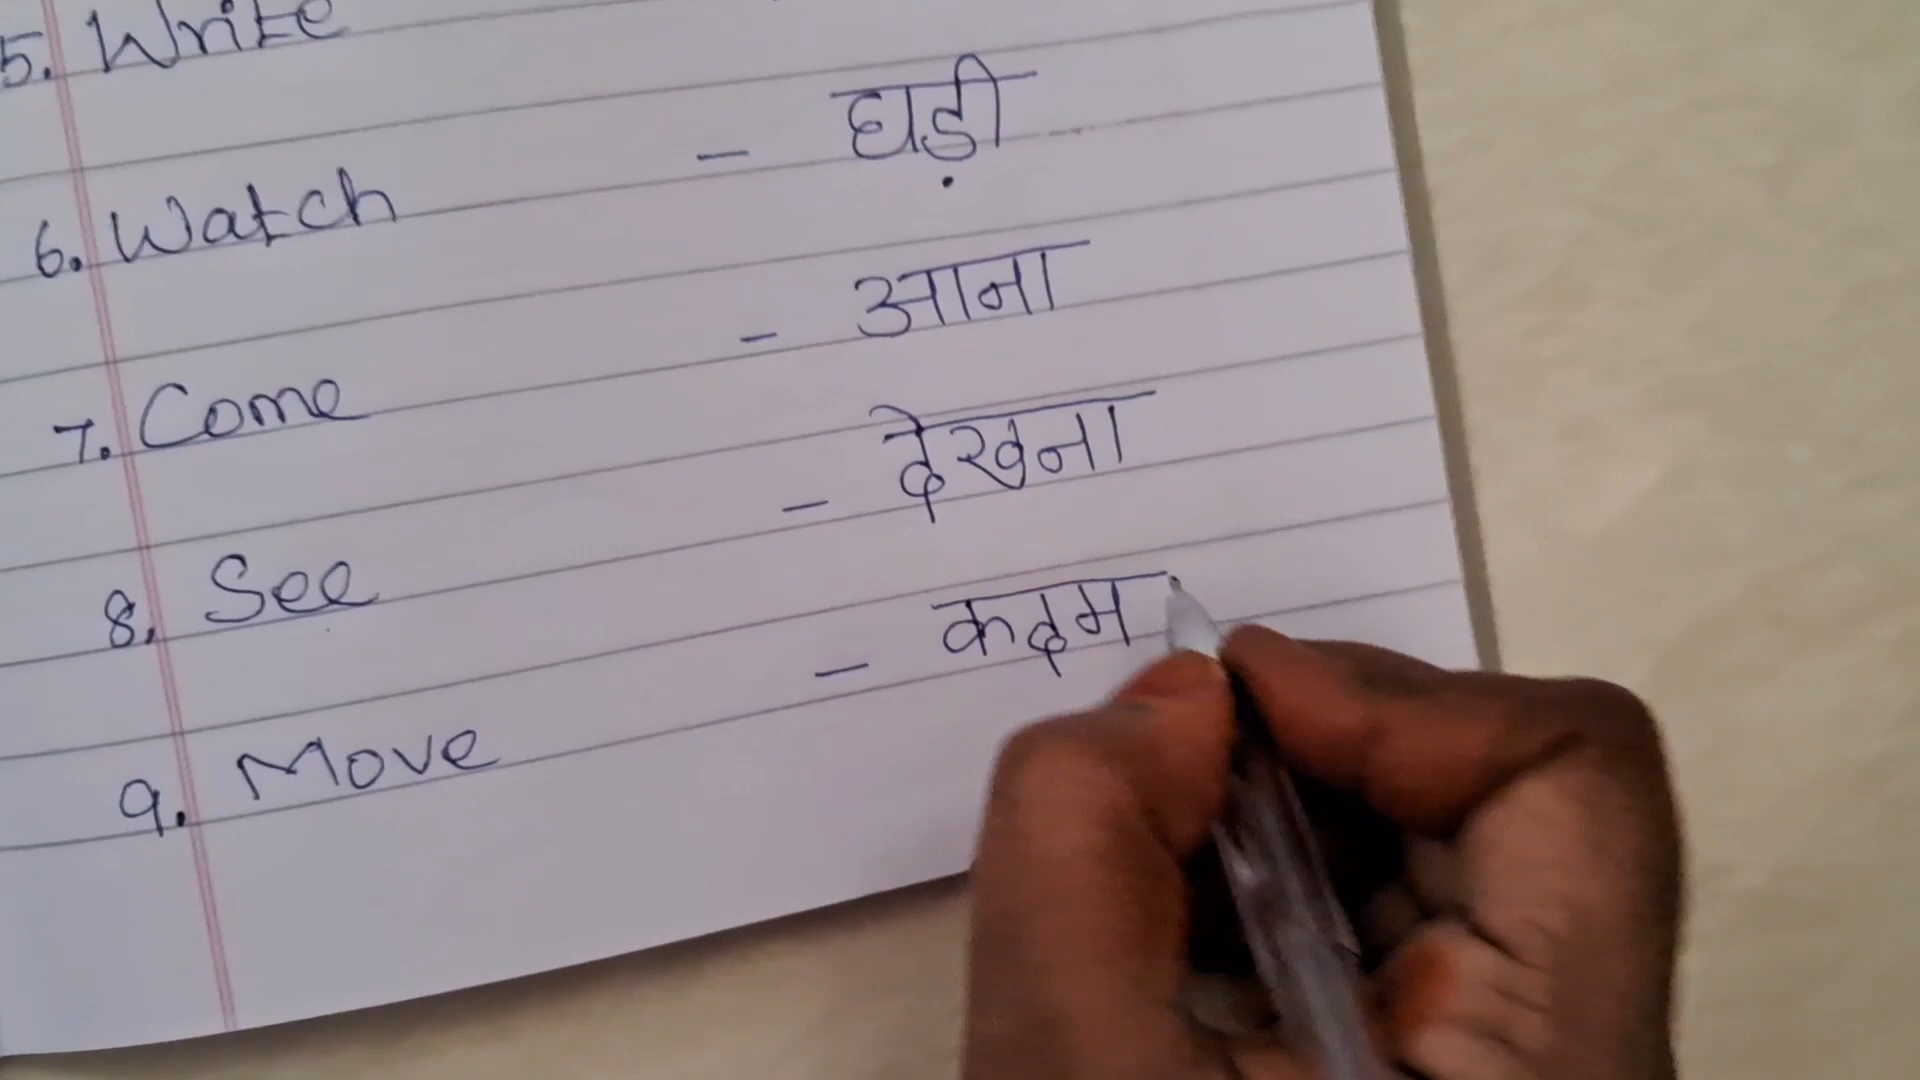 5. Write
6. Watch - घड़ी
7. Come - आना
8. See - देखना
9. Move - कदम